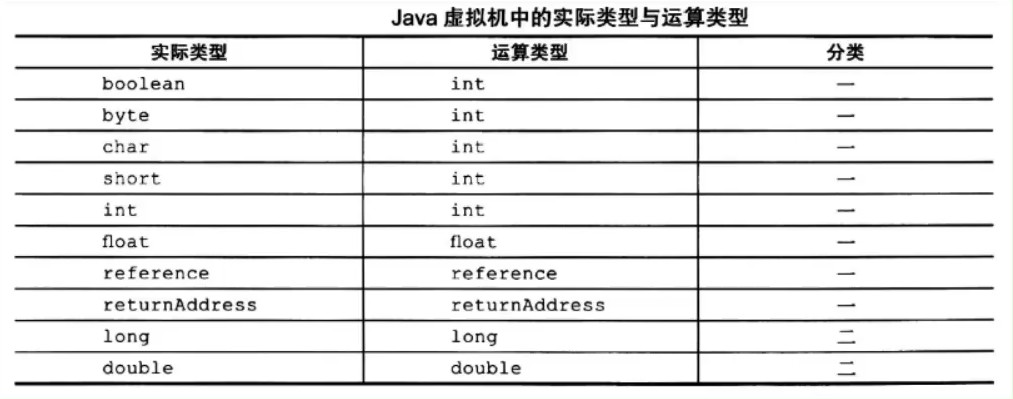 Java 虚拟机中的实际类型与运算类型
实际类型 运算类型 分类
boolean int 一
byte int 一
char int 一
short int 一
int int 一
float float 一
reference reference 一
returnAddress returnAddress 一
long long 二
double double 二